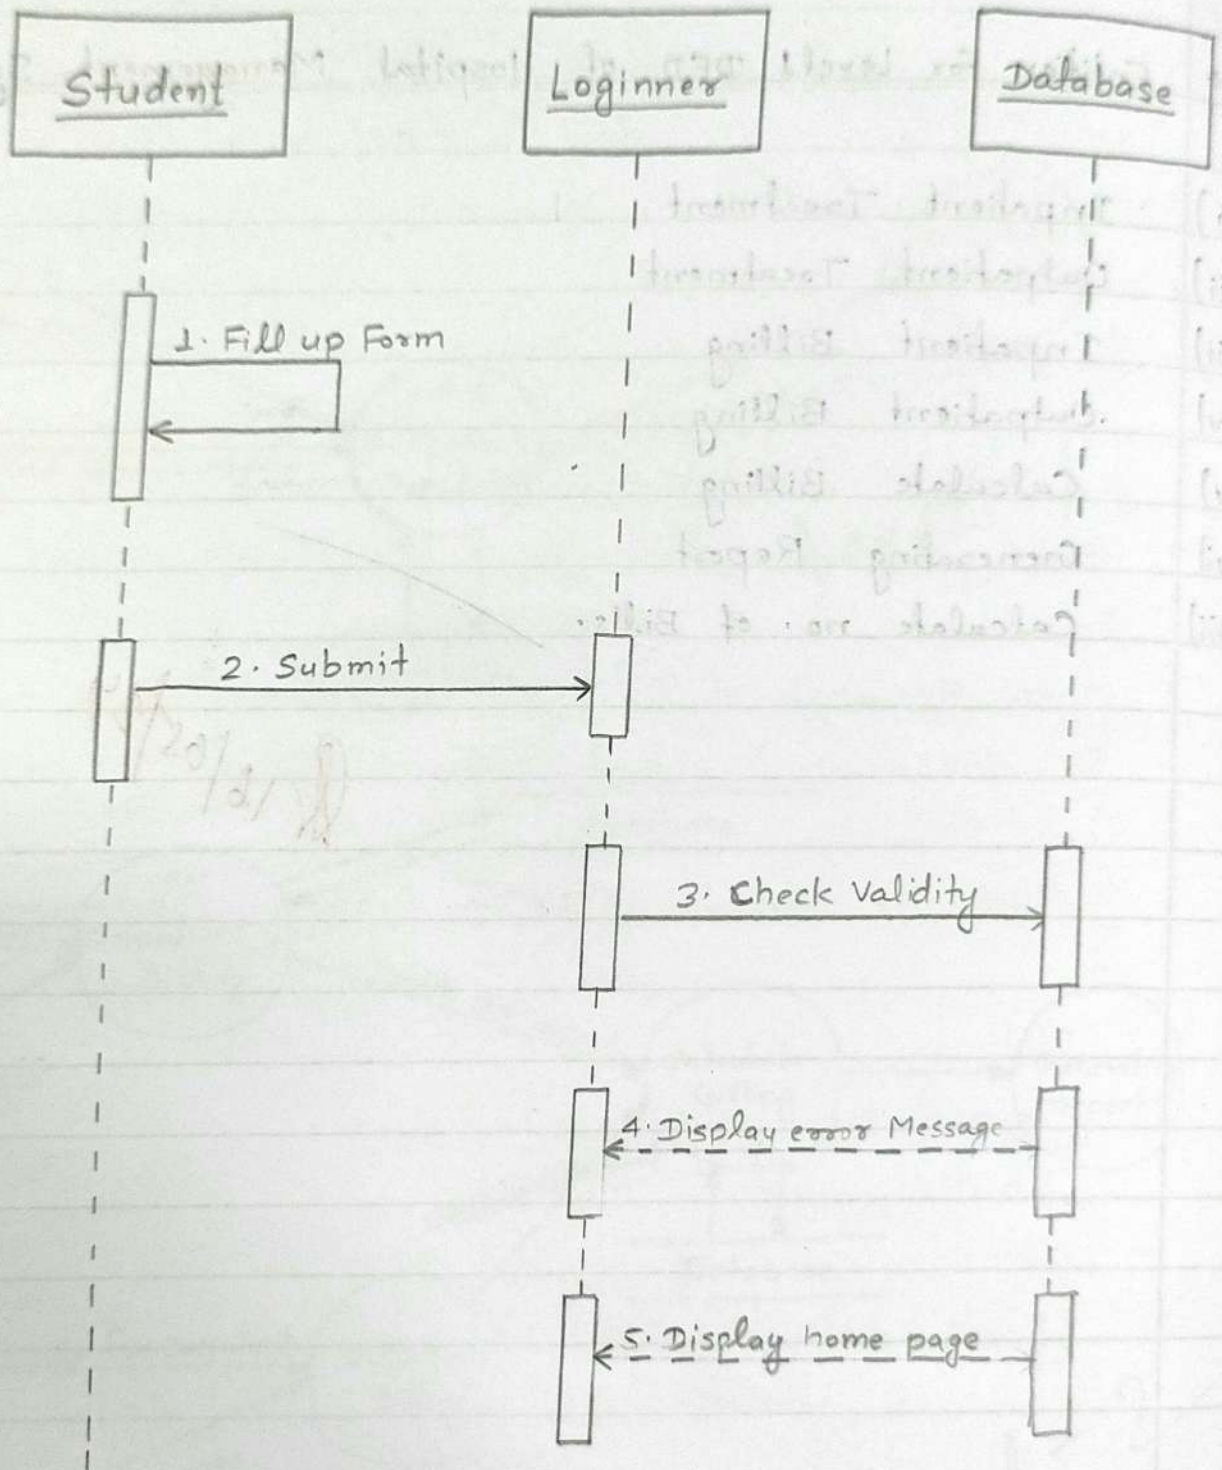 Student
Loginner
Database
1. Fill up Form
2. Submit
3. Check Validity
4. Display error Message
5. Display home page